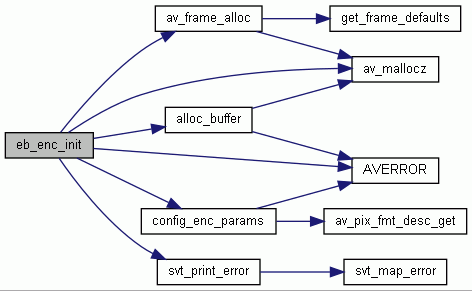 av_frame_alloc
get_frame_defaults
av_mallocz
alloc_buffer
eb_enc_init
AVERROR
config_enc_params
av_pix_fmt_desc_get
svt_print_error
svt_map_error